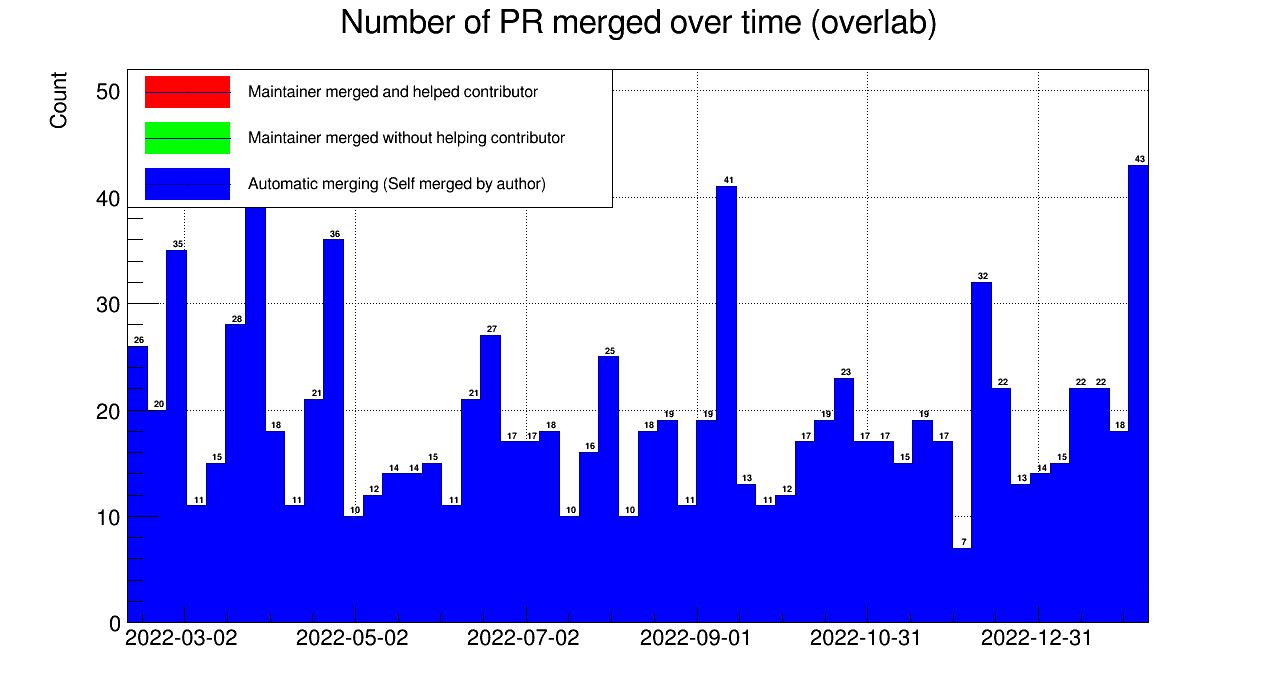 Number of PR merged over time (overlab)
Count
50
40
30
20
10
0
Maintainer merged and helped contributor
Maintainer merged without helping contributor
Automatic merging (Self merged by author)
26 20 35 11 15 28 18 11 21 36 10 12 14 14 15 11 21 27 17 17 18 10 16 25 10 18 19 11 19 41 13 11 12 17 19 23 17 17 15 19 17 7 32 22 13 14 15 22 22 18 43
2022-03-02 2022-05-02 2022-07-02 2022-09-01 2022-10-31 2022-12-31